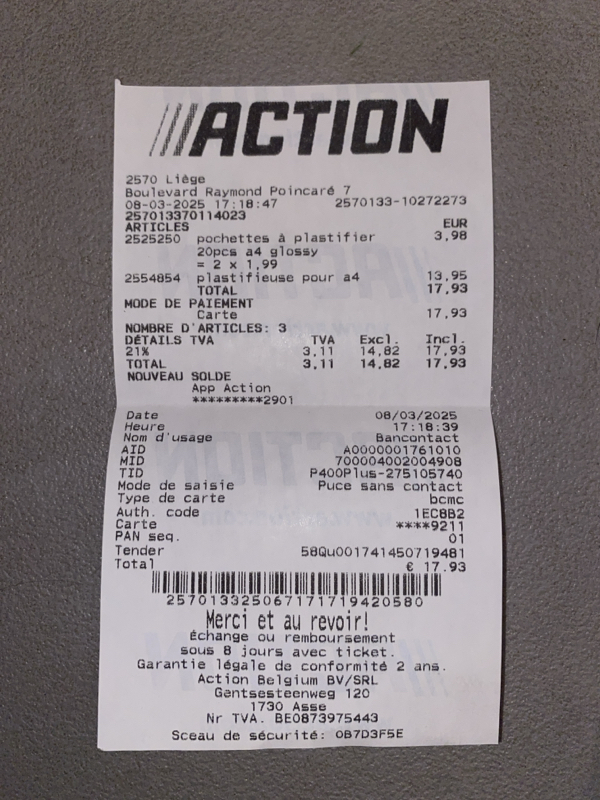 ACTION
2570 Liège
Boulevard Raymond Poincaré 7
08-03-2025 17:18:47 2570133-10272273
257013370114023
ARTICLES EUR
2525250 pochettes à plastifier 3,98
20pcs a4 glossy
= 2 x 1,99
2554854 plastifieuse pour a4 13,95
TOTAL 17,93
MODE DE PAIEMENT
Carte 17,93
NOMBRE D'ARTICLES: 3
DÉTAILS TVA TVA Excl. Incl.
21% 3,11 14,82 17,93
TOTAL 3,11 14,82 17,93
NOUVEAU SOLDE
App Action
*********2901
Date 08/03/2025
Heure 17:18:39
Nom d'usage Bancontact
AID A0000001761010
MID 700004002004908
TID P400Plus-275105740
Mode de saisie Puce sans contact
Type de carte bcmc
Auth. code 1EC8B2
Carte ****9211
PAN seq. 01
Tender 58Qu001741450719481
Total € 17.93
2570133250671717719420580
Merci et au revoir!
Échange ou remboursement
sous 8 jours avec ticket.
Garantie légale de conformité 2 ans.
Action Belgium BV/SRL
Gentsesteenweg 120
1730 Asse
Nr TVA. BE0873975443
Sceau de sécurité: 0B7D3F5E